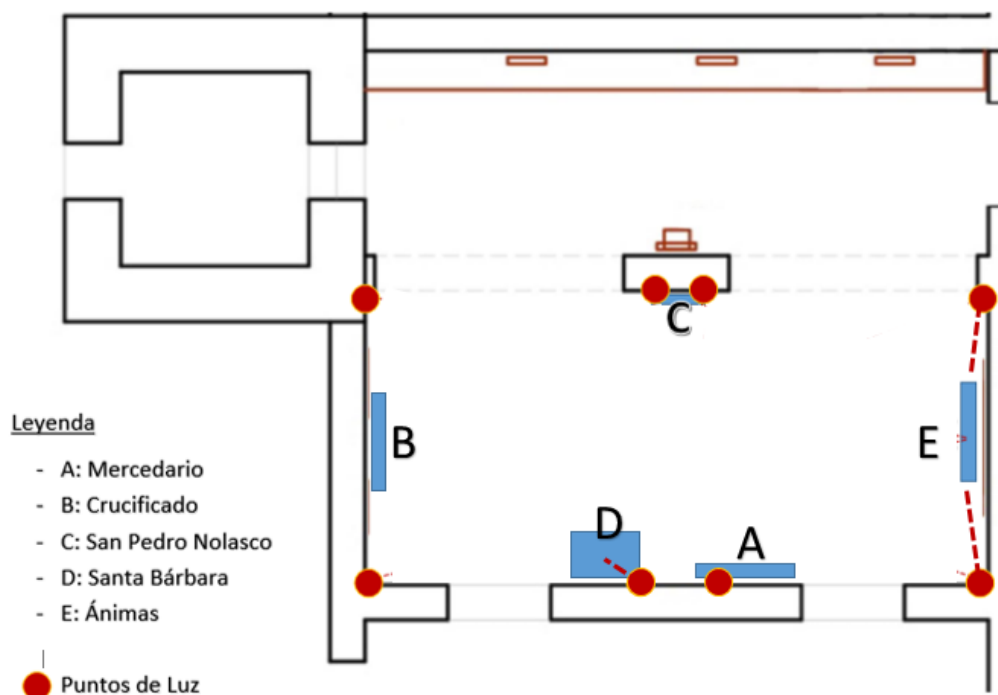 C
B
E
D
A
Leyenda
- A: Mercedario
- B: Crucificado
- C: San Pedro Nolasco
- D: Santa Bárbara
- E: Ánimas
Puntos de Luz